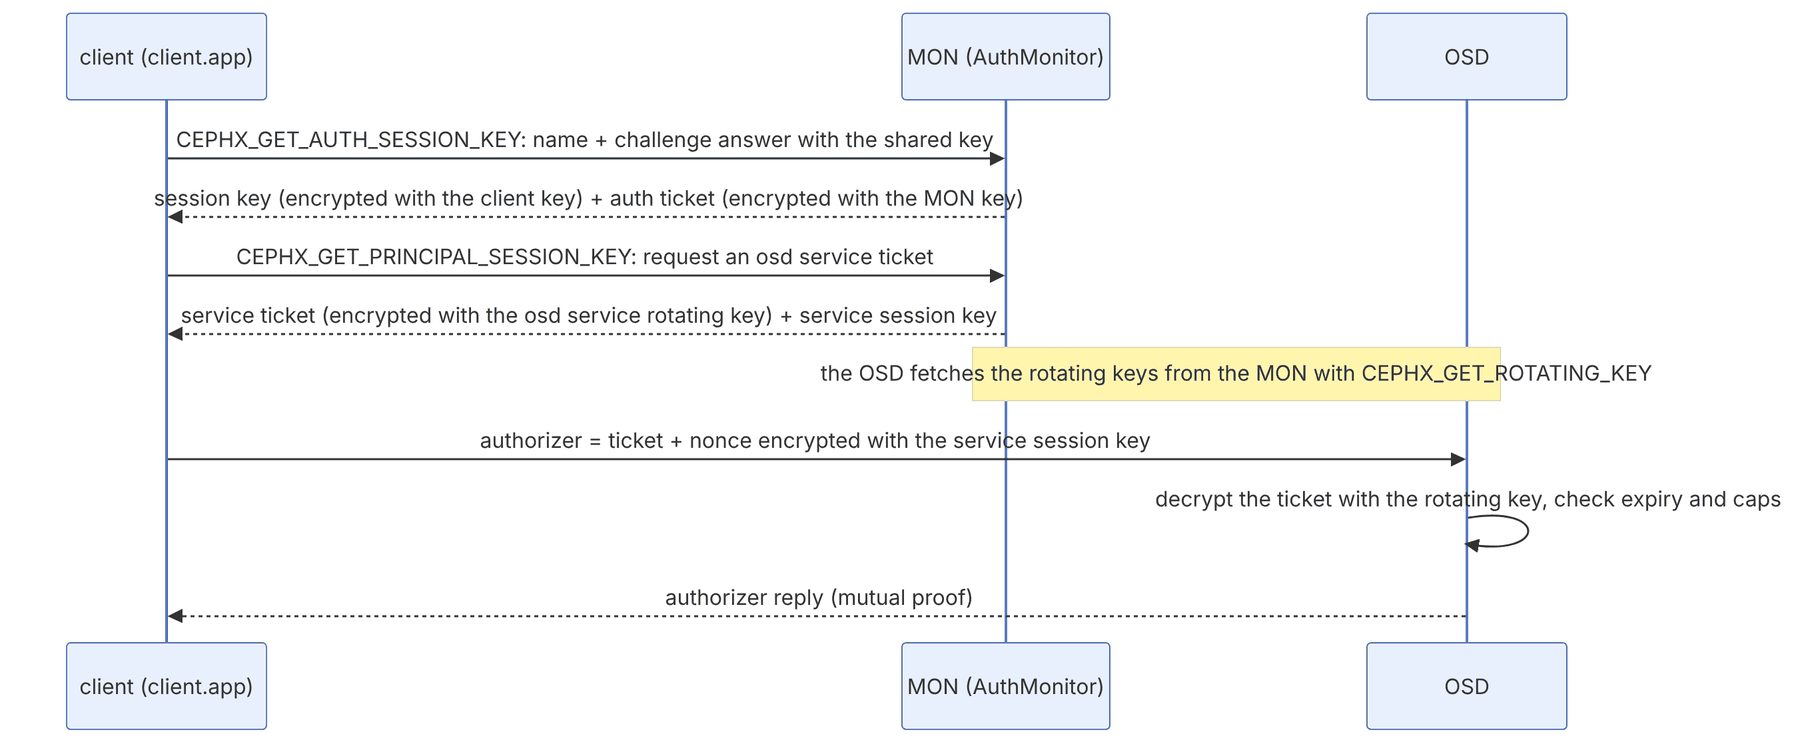 client (client.app)
MON (AuthMonitor)
OSD
CEPHX_GET_AUTH_SESSION_KEY: name + challenge answer with the shared key
session key (encrypted with the client key) + auth ticket (encrypted with the MON key)
CEPHX_GET_PRINCIPAL_SESSION_KEY: request an osd service ticket
service ticket (encrypted with the osd service rotating key) + service session key
the OSD fetches the rotating keys from the MON with CEPHX_GET_ROTATING_KEY
authorizer = ticket + nonce encrypted with the service session key
decrypt the ticket with the rotating key, check expiry and caps
authorizer reply (mutual proof)
client (client.app)
MON (AuthMonitor)
OSD